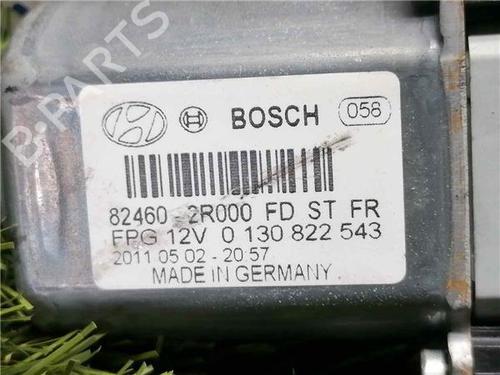 BOSCH 056
82460-2R000 FD ST FR
FPG 12V 0 130 822 543
2011 05 02 - 20:57
MADE IN GERMANY
B-PARTS